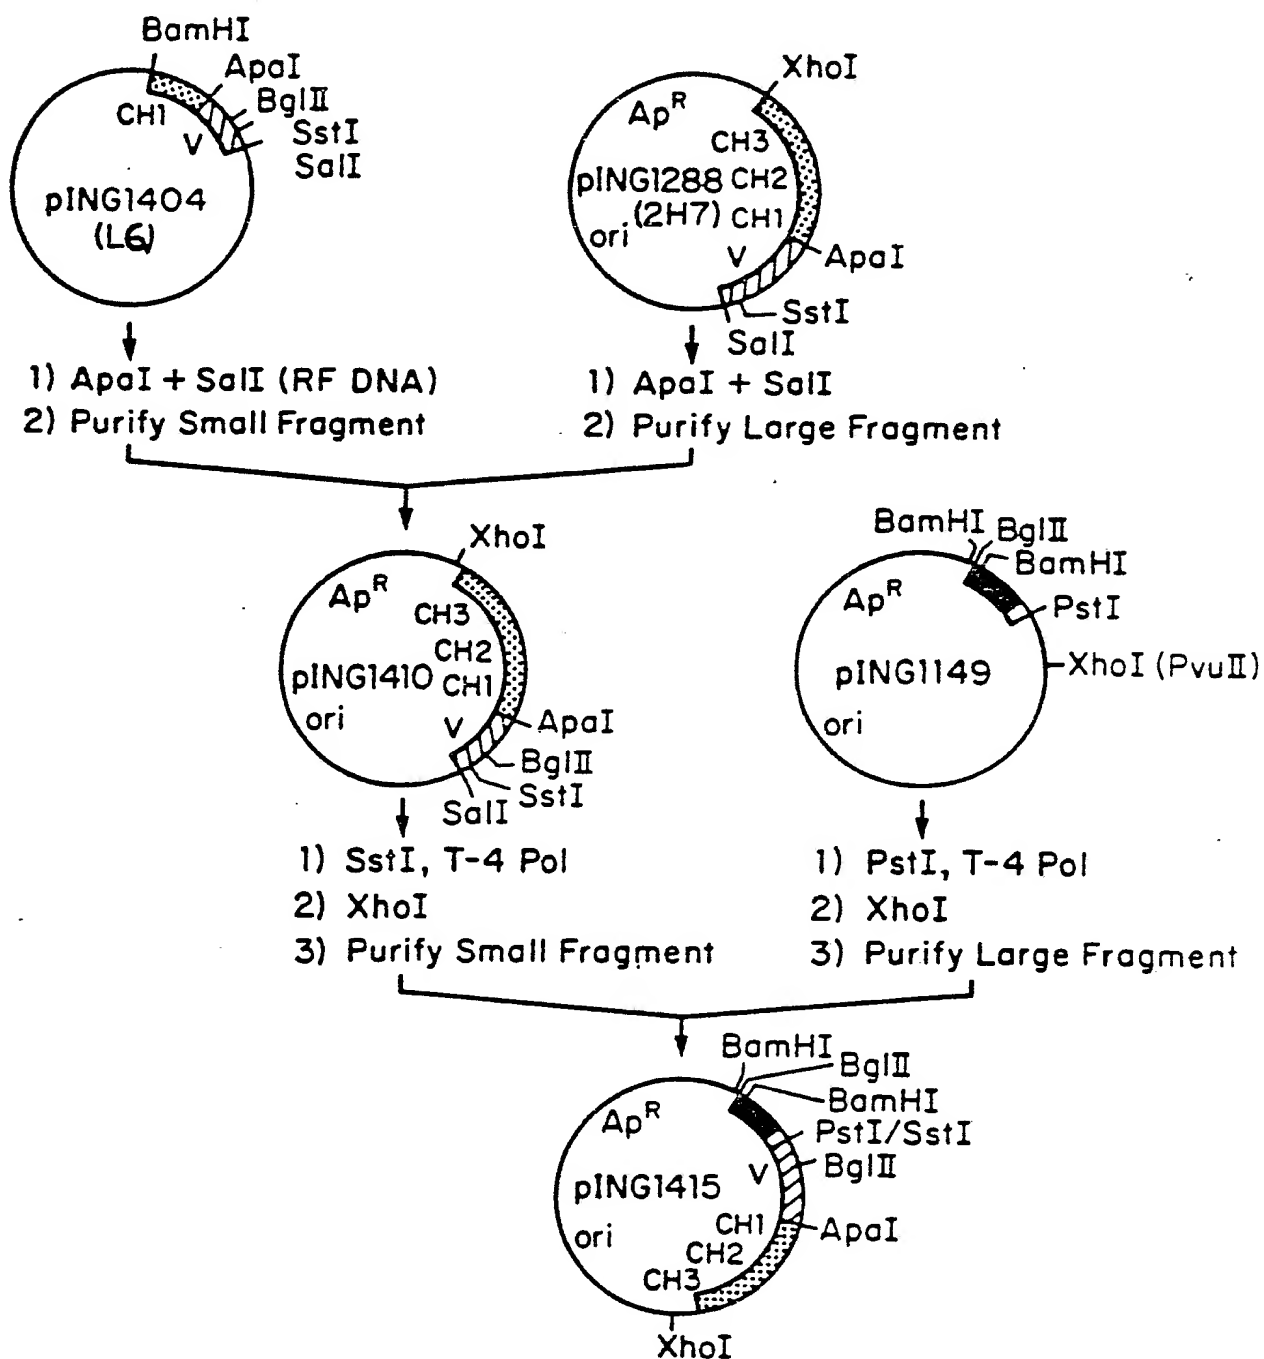 BamHI
ApaI
BglII
SstI
SalI
CH1
V
pING1404
(L6)
1) ApaI + SalI (RF DNA)
2) Purify Small Fragment
XhoI
Ap^R
CH3
pING1288 CH2
(2H7) CH1
ori
V
ApaI
SstI
SalI
1) ApaI + SalI
2) Purify Large Fragment
XhoI
Ap^R
CH3
CH2
pING1410 CH1
ori
V
ApaI
BglII
SstI
SalI
1) SstI, T-4 Pol
2) XhoI
3) Purify Small Fragment
BamHI
BglII
BamHI
Ap^R
PstI
XhoI (PvuII)
pING1149
ori
1) PstI, T-4 Pol
2) XhoI
3) Purify Large Fragment
BamHI
BglII
BamHI
Ap^R
PstI/SstI
BglII
V
pING1415
ori
CH1
ApaI
CH2
CH3
XhoI